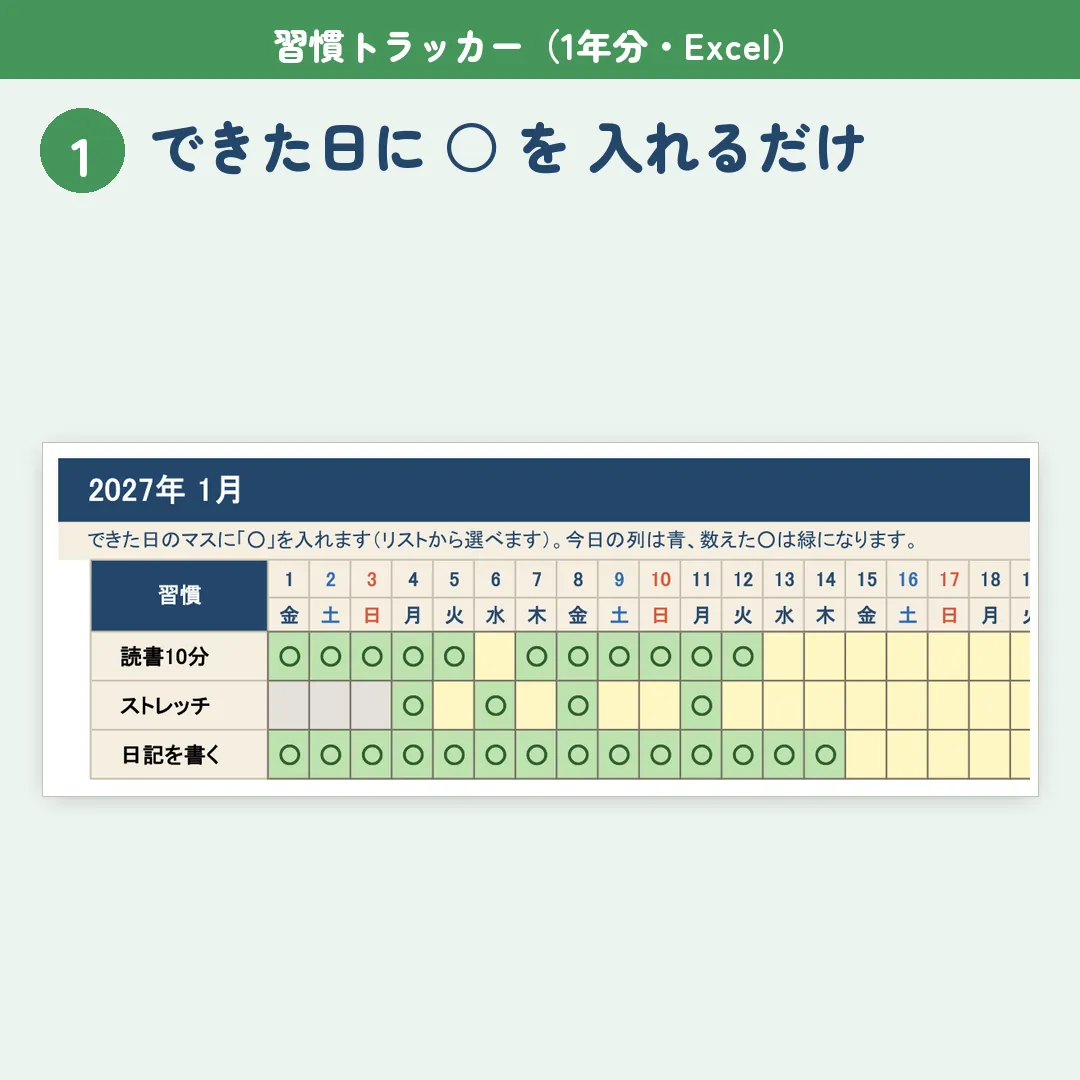 習慣トラッカー（1年分・Excel）
1 できた日に ○ を 入れるだけ
2027年 1月
できた日のマスに「○」を入れます（リストから選べます）。今日の列は青、数えた○は緑になります。
習慣 1 2 3 4 5 6 7 8 9 10 11 12 13 14 15 16 17 18
金 土 日 月 火 水 木 金 土 日 月 火 水 木 金 土 日 月
読書10分 ○ ○ ○ ○ ○ ○ ○ ○ ○ ○ ○
ストレッチ ○ ○ ○ ○
日記を書く ○ ○ ○ ○ ○ ○ ○ ○ ○ ○ ○ ○ ○ ○